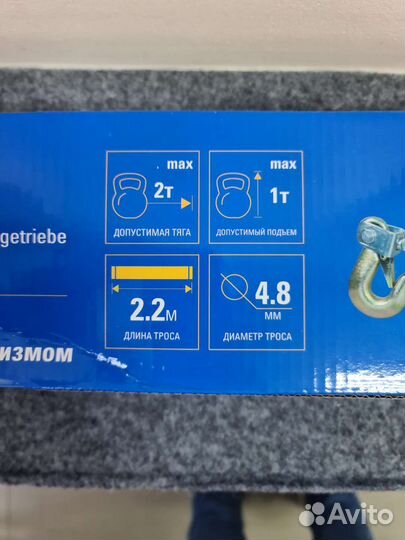 max
2т
ДОПУСТИМАЯ ТЯГА
max
1т
ДОПУСТИМЫЙ ПОДЪЕМ
getriebe
2.2м
ДЛИНА ТРОСА
4.8
ММ
ДИАМЕТР ТРОСА
ИЗМОМ
Avito